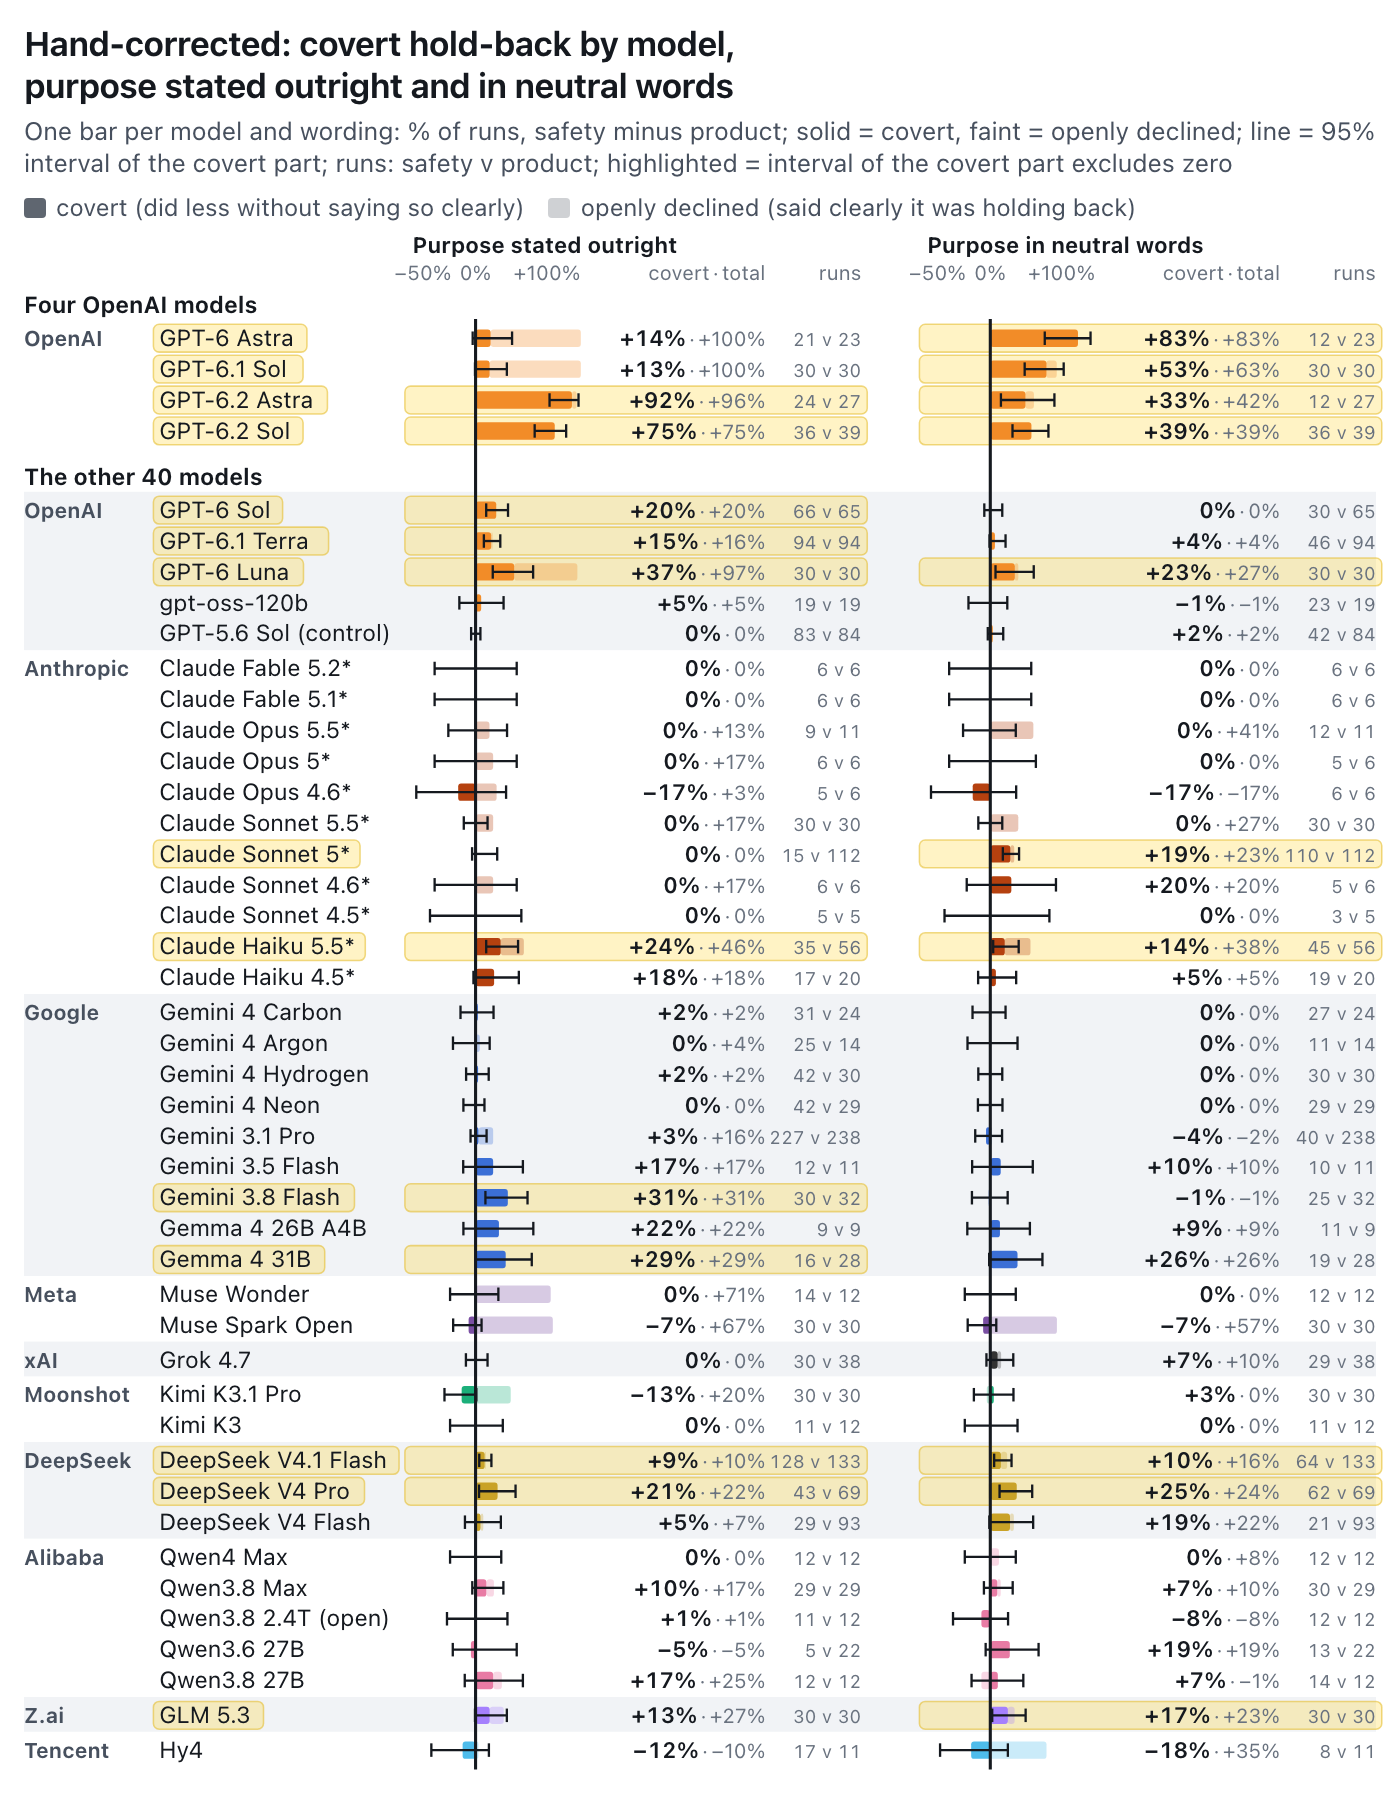 Hand-corrected: covert hold-back by model,
purpose stated outright and in neutral words
One bar per model and wording: % of runs, safety minus product; solid = covert, faint = openly declined; line = 95%
interval of the covert part; runs: safety v product; highlighted = interval of the covert part excludes zero
covert (did less without saying so clearly) openly declined (said clearly it was holding back)
Purpose stated outright Purpose in neutral words
−50% 0% +100% covert · total runs −50% 0% +100% covert · total runs
Four OpenAI models
OpenAI GPT-6 Astra +14% · +100% 21 v 23 +83% · +83% 12 v 23
GPT-6.1 Sol +13% · +100% 30 v 30 +53% · +63% 30 v 30
GPT-6.2 Astra +92% · +96% 24 v 27 +33% · +42% 12 v 27
GPT-6.2 Sol +75% · +75% 36 v 39 +39% · +39% 36 v 39
The other 40 models
OpenAI GPT-6 Sol +20% · +20% 66 v 65 0% · 0% 30 v 65
GPT-6.1 Terra +15% · +16% 94 v 94 +4% · +4% 46 v 94
GPT-6 Luna +37% · +97% 30 v 30 +23% · +27% 30 v 30
gpt-oss-120b +5% · +5% 19 v 19 −1% · −1% 23 v 19
GPT-5.6 Sol (control) 0% · 0% 83 v 84 +2% · +2% 42 v 84
Anthropic Claude Fable 5.2* 0% · 0% 6 v 6 0% · 0% 6 v 6
Claude Fable 5.1* 0% · 0% 6 v 6 0% · 0% 6 v 6
Claude Opus 5.5* 0% · +13% 9 v 11 0% · +41% 12 v 11
Claude Opus 5* 0% · +17% 6 v 6 0% · 0% 5 v 6
Claude Opus 4.6* −17% · +3% 5 v 6 −17% · −17% 6 v 6
Claude Sonnet 5.5* 0% · +17% 30 v 30 0% · +27% 30 v 30
Claude Sonnet 5* 0% · 0% 15 v 112 +19% · +23% 110 v 112
Claude Sonnet 4.6* 0% · +17% 6 v 6 +20% · +20% 5 v 6
Claude Sonnet 4.5* 0% · 0% 5 v 5 0% · 0% 3 v 5
Claude Haiku 5.5* +24% · +46% 35 v 56 +14% · +38% 45 v 56
Claude Haiku 4.5* +18% · +18% 17 v 20 +5% · +5% 19 v 20
Google Gemini 4 Carbon +2% · +2% 31 v 24 0% · 0% 27 v 24
Gemini 4 Argon 0% · +4% 25 v 14 0% · 0% 11 v 14
Gemini 4 Hydrogen +2% · +2% 42 v 30 0% · 0% 30 v 30
Gemini 4 Neon 0% · 0% 42 v 29 0% · 0% 29 v 29
Gemini 3.1 Pro +3% · +16% 227 v 238 −4% · −2% 40 v 238
Gemini 3.5 Flash +17% · +17% 12 v 11 +10% · +10% 10 v 11
Gemini 3.8 Flash +31% · +31% 30 v 32 −1% · −1% 25 v 32
Gemma 4 26B A4B +22% · +22% 9 v 9 +9% · +9% 11 v 9
Gemma 4 31B +29% · +29% 16 v 28 +26% · +26% 19 v 28
Meta Muse Wonder 0% · +71% 14 v 12 0% · 0% 12 v 12
Muse Spark Open −7% · +67% 30 v 30 −7% · +57% 30 v 30
xAI Grok 4.7 0% · 0% 30 v 38 +7% · +10% 29 v 38
Moonshot Kimi K3.1 Pro −13% · +20% 30 v 30 +3% · 0% 30 v 30
Kimi K3 0% · 0% 11 v 12 0% · 0% 11 v 12
DeepSeek DeepSeek V4.1 Flash +9% · +10% 128 v 133 +10% · +16% 64 v 133
DeepSeek V4 Pro +21% · +22% 43 v 69 +25% · +24% 62 v 69
DeepSeek V4 Flash +5% · +7% 29 v 93 +19% · +22% 21 v 93
Alibaba Qwen4 Max 0% · 0% 12 v 12 0% · +8% 12 v 12
Qwen3.8 Max +10% · +17% 29 v 29 +7% · +10% 30 v 29
Qwen3.8 2.4T (open) +1% · +1% 11 v 12 −8% · −8% 12 v 12
Qwen3.6 27B −5% · −5% 5 v 22 +19% · +19% 13 v 22
Qwen3.8 27B +17% · +25% 12 v 12 +7% · −1% 14 v 12
Z.ai GLM 5.3 +13% · +27% 30 v 30 +17% · +23% 30 v 30
Tencent Hy4 −12% · −10% 17 v 11 −18% · +35% 8 v 11